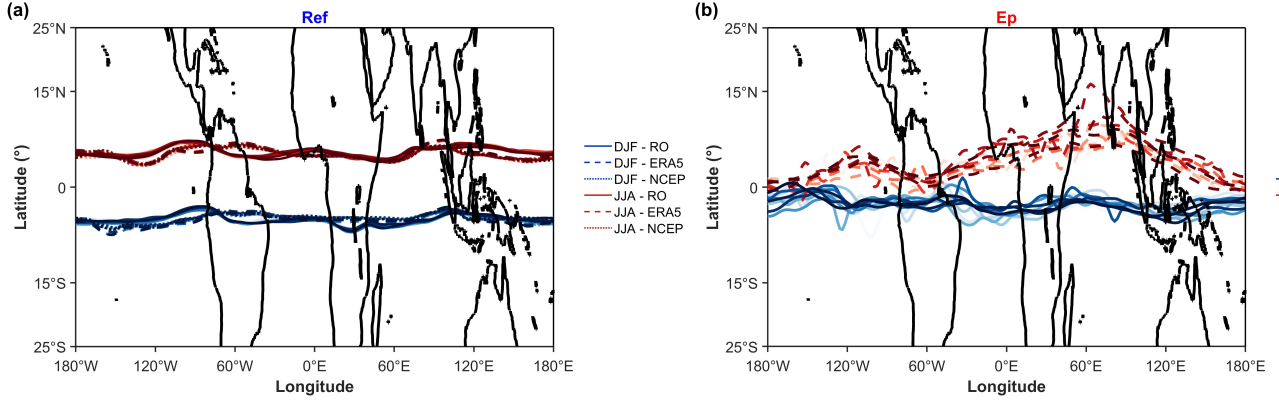 (a)
Ref
25°N
15°N
0
15°S
25°S
Latitude (°)
180°W
120°W
60°W
0°E
60°E
120°E
180°E
Longitude
DJF - RO
DJF - ERA5
DJF - NCEP
JJA - RO
JJA - ERA5
JJA - NCEP
(b)
Ep
25°N
15°N
0
15°S
25°S
Latitude (°)
180°W
120°W
60°W
0°E
60°E
120°E
180°E
Longitude